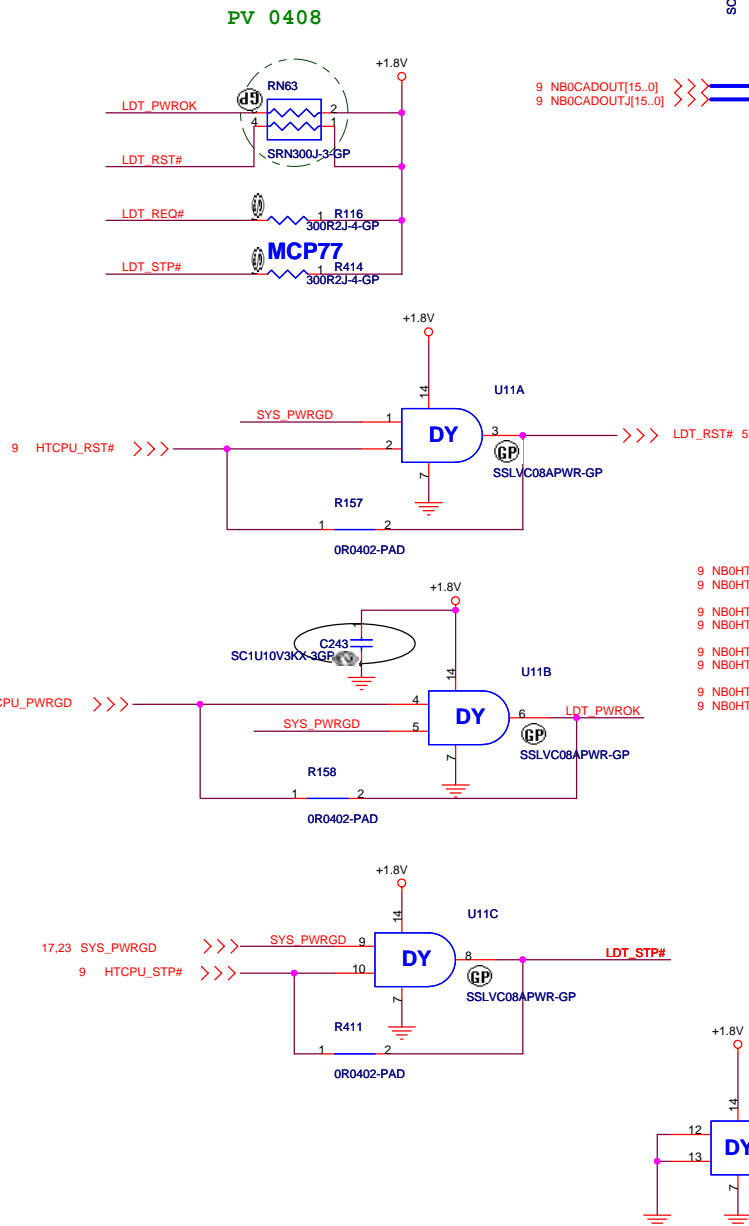 SC
PV 0408
+1.8V
RN63
GP
9 NB0CADOUT[15..0]
9 NB0CADOUTJ[15..0]
LDT_PWROK
3 2
4 1
SRN300J-3-GP
LDT_RST#
LDT_REQ#
2 1 R116
300R2J-4-GP
MCP77
LDT_STP#
2 1 R414
300R2J-4-GP
+1.8V
14
U11A
SYS_PWRGD
1
DY
3
9 HTCPU_RST#
2
LDT_RST# 5
GP
7
SSLVC08APWR-GP
R157
1 2
0R0402-PAD
9 NB0HT
9 NB0HT
9 NB0HT
9 NB0HT
9 NB0HT
9 NB0HT
9 NB0HT
9 NB0HT
+1.8V
1
C243
SC1U10V3KX-3GP
14
U11B
CPU_PWRGD
4
DY
6
LDT_PWROK
SYS_PWRGD
5
GP
7
SSLVC08APWR-GP
R158
1 2
0R0402-PAD
+1.8V
14
U11C
17,23 SYS_PWRGD
SYS_PWRGD
9
DY
8
LDT_STP#
9 HTCPU_STP#
10
GP
7
SSLVC08APWR-GP
R411
1 2
0R0402-PAD
+1.8V
14
12
13
DY
7